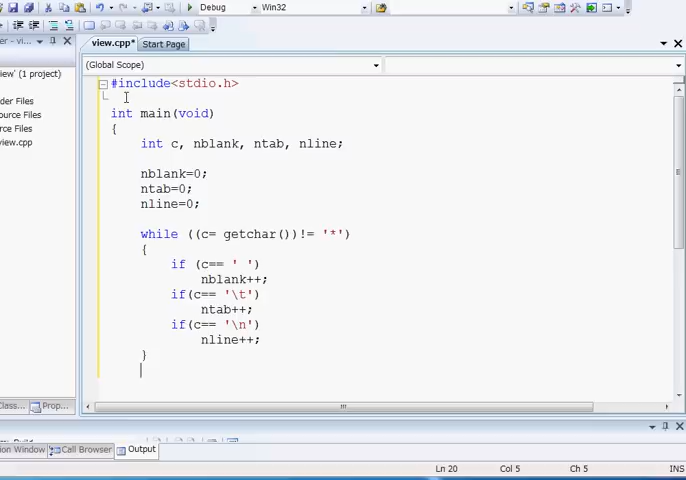 Debug
Win32
view.cpp*
Start Page
(Global Scope)
view' (1 project)
der Files
ource Files
rce Files
view.cpp
#include<stdio.h>
int main(void)
{
int c, nblank, ntab, nline;
nblank=0;
ntab=0;
nline=0;
while ((c= getchar())!= '*')
{
if (c== ' ')
nblank++;
if(c== '\t')
ntab++;
if(c== '\n')
nline++;
}
Class...
Prop...
ion Window
Call Browser
Output
Ln 20
Col 5
Ch 5
INS